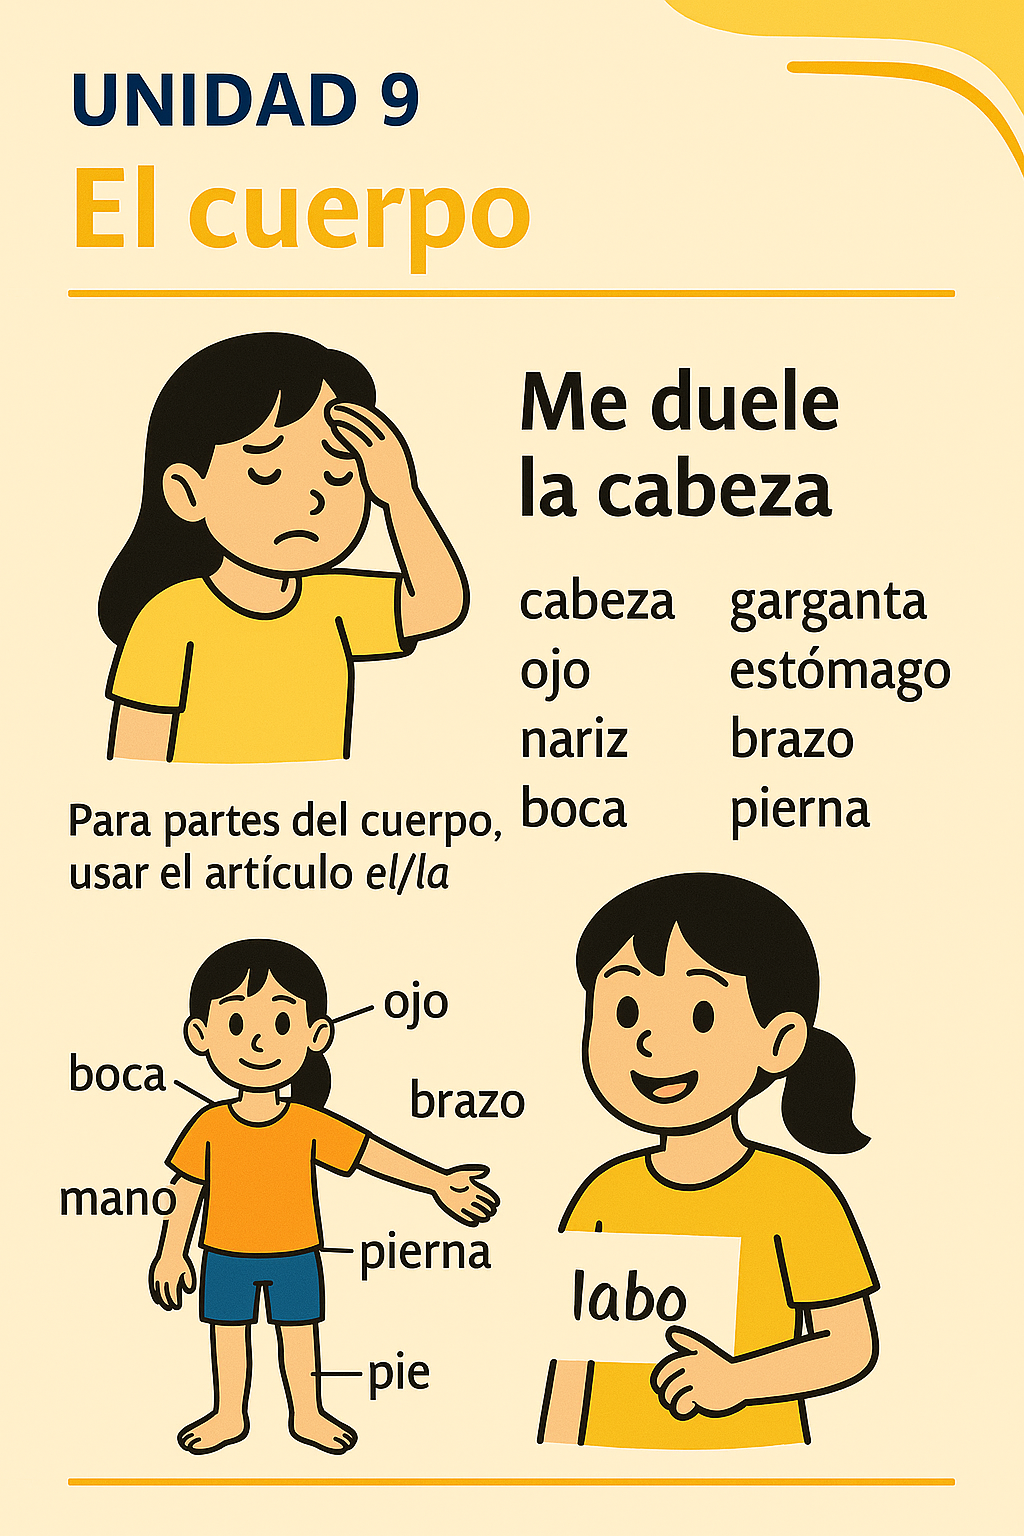 UNIDAD 9
El cuerpo
Me duele
la cabeza
cabeza garganta
ojo estómago
nariz brazo
boca pierna
Para partes del cuerpo,
usar el artículo el/la
ojo
boca
brazo
mano
pierna
pie
labo